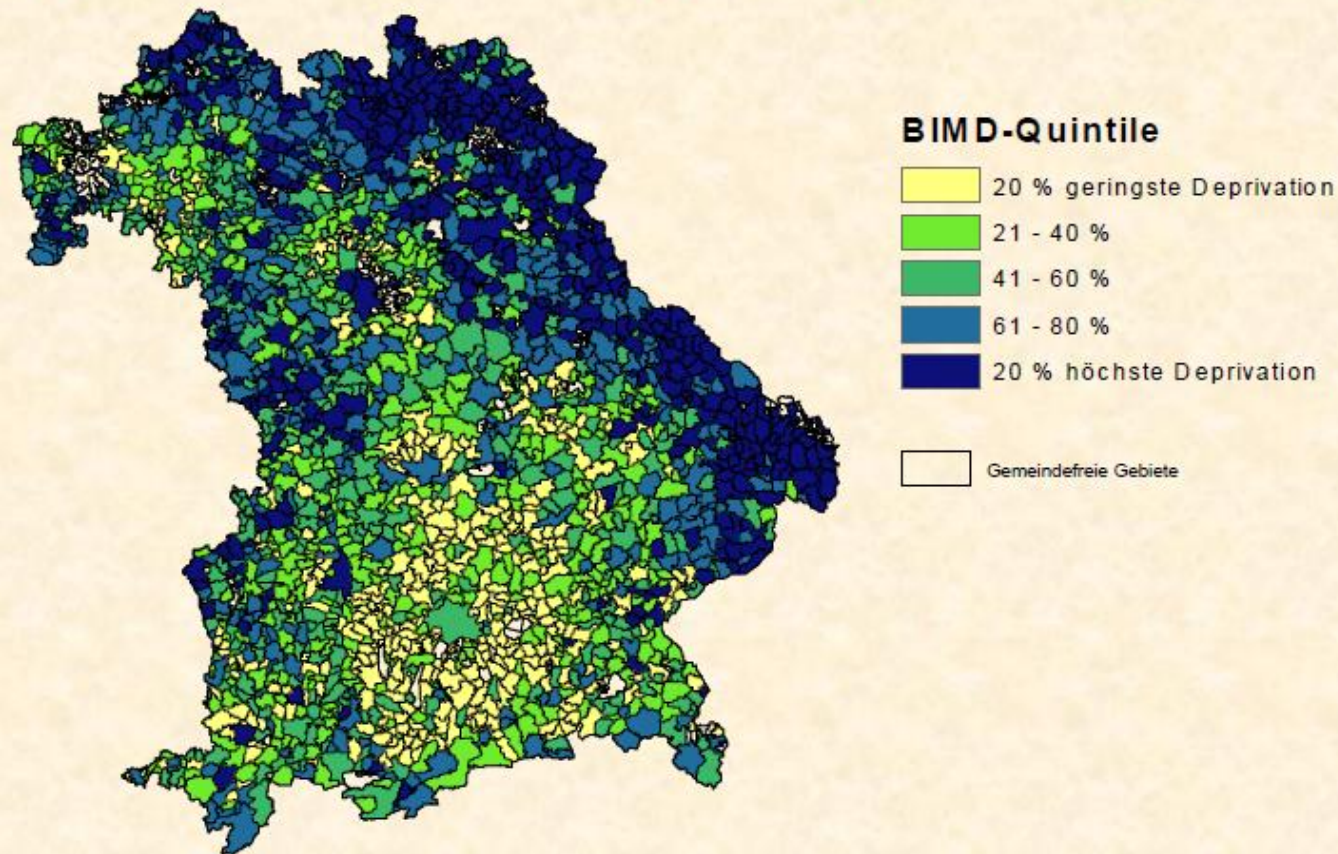 BIMD-Quintile
20 % geringste Deprivation
21 - 40 %
41 - 60 %
61 - 80 %
20 % höchste Deprivation
Gemeindefreie Gebiete